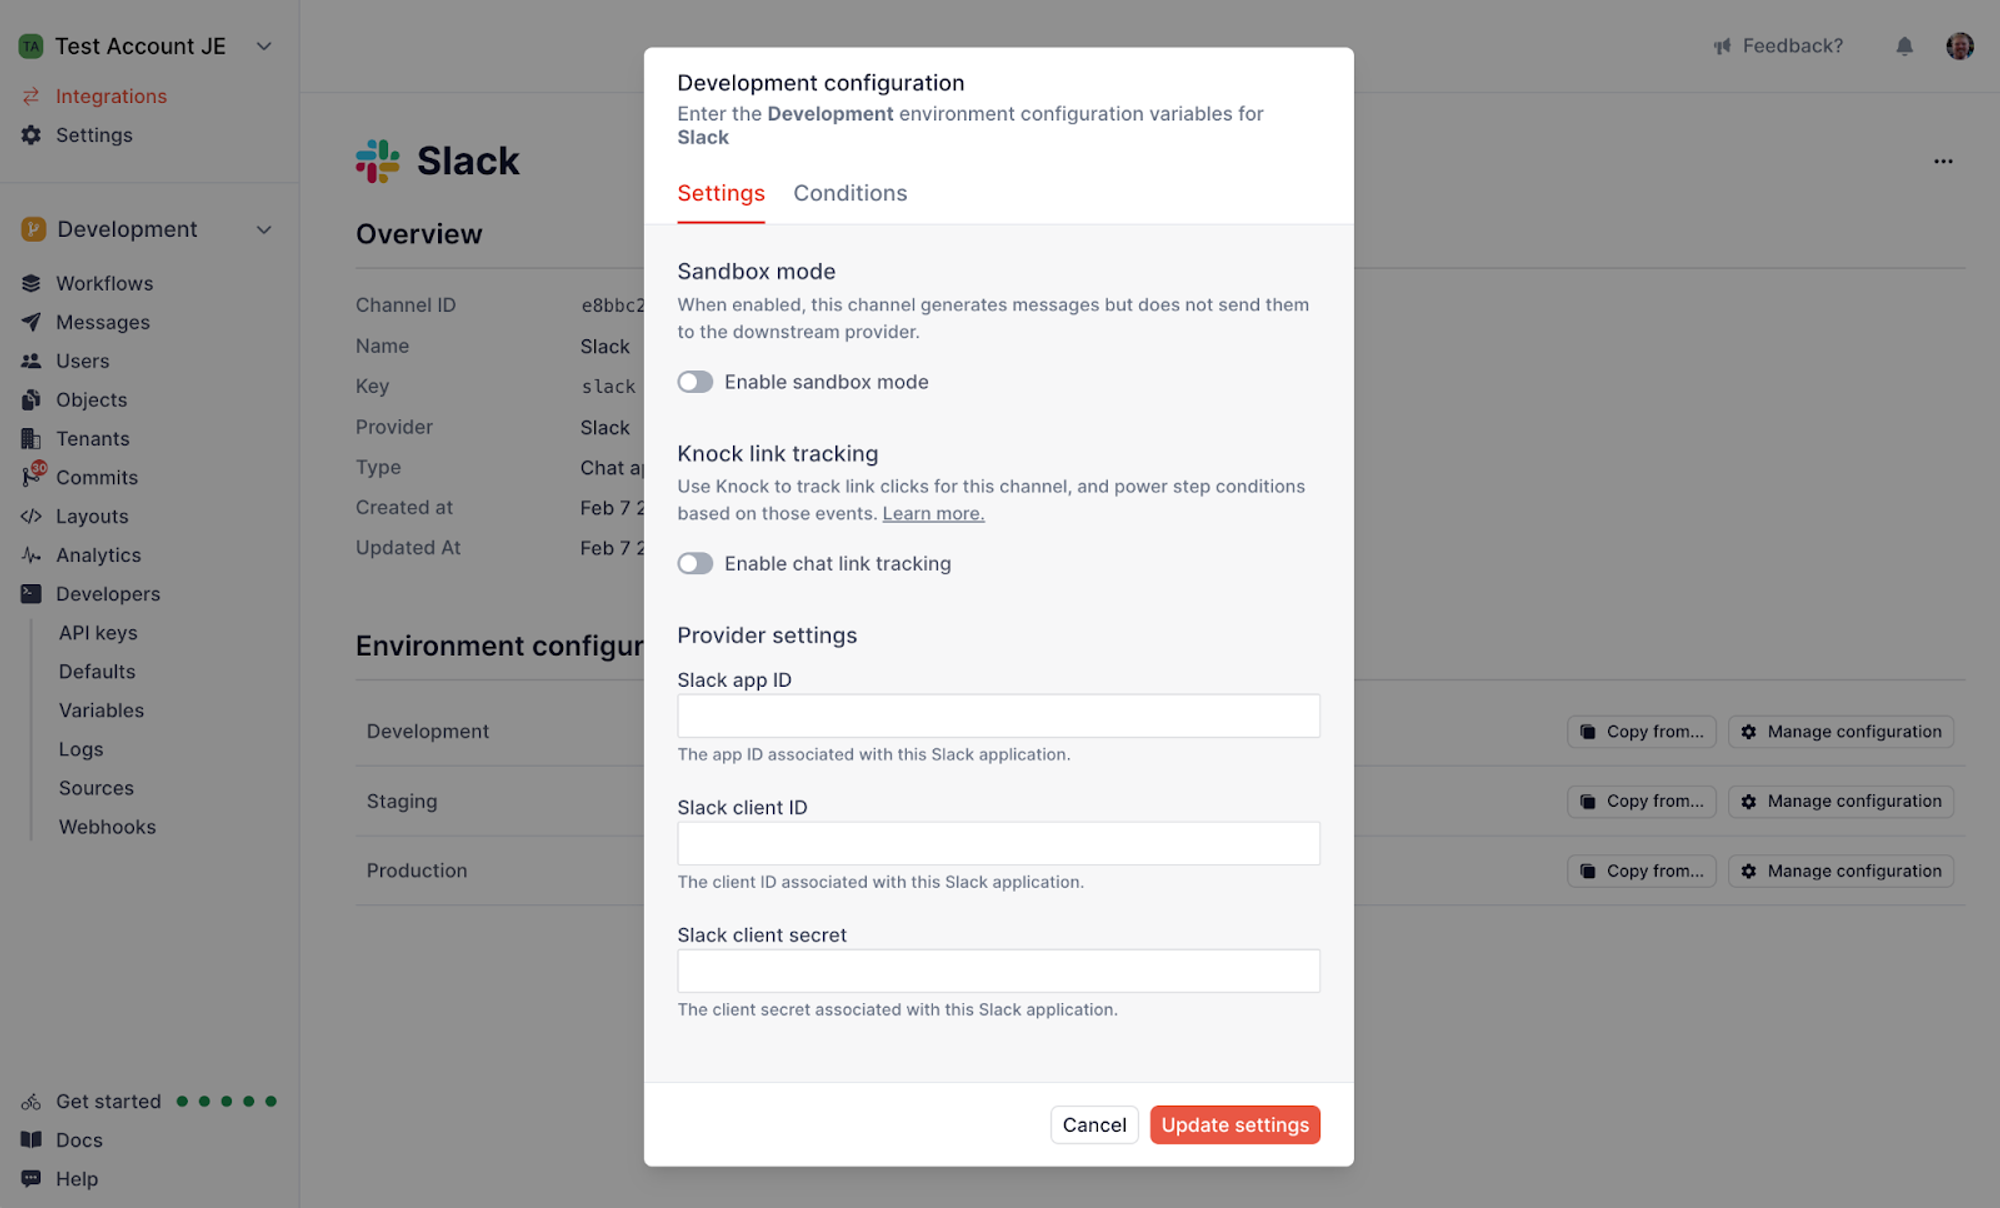 TA Test Account JE
Integrations
Settings
Development
Workflows
Messages
Users
Objects
Tenants
30
Commits
Layouts
Analytics
Developers
API keys
Defaults
Variables
Logs
Sources
Webhooks
Get started
Docs
Help
Feedback?
Slack
Overview
Channel ID e8bbc2
Name Slack
Key slack
Provider Slack
Type Chat
Created at Feb 7 2
Updated At Feb 7 2
Environment configur
Development Copy from... Manage configuration
Staging Copy from... Manage configuration
Production Copy from... Manage configuration
Development configuration
Enter the Development environment configuration variables for
Slack
Settings Conditions
Sandbox mode
When enabled, this channel generates messages but does not send them
to the downstream provider.
Enable sandbox mode
Knock link tracking
Use Knock to track link clicks for this channel, and power step conditions
based on those events. Learn more.
Enable chat link tracking
Provider settings
Slack app ID
The app ID associated with this Slack application.
Slack client ID
The client ID associated with this Slack application.
Slack client secret
The client secret associated with this Slack application.
Cancel Update settings